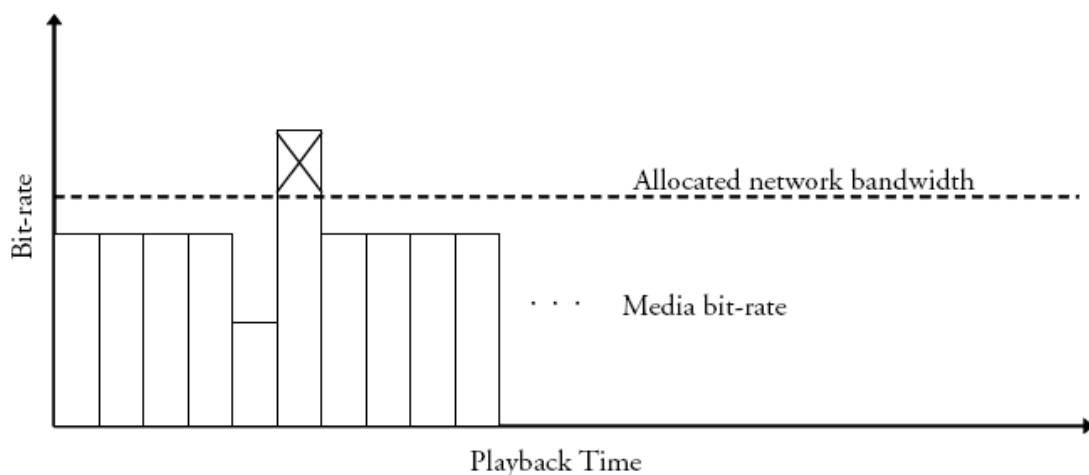 Allocated network bandwidth
Bit-rate
. . . Media bit-rate
Playback Time